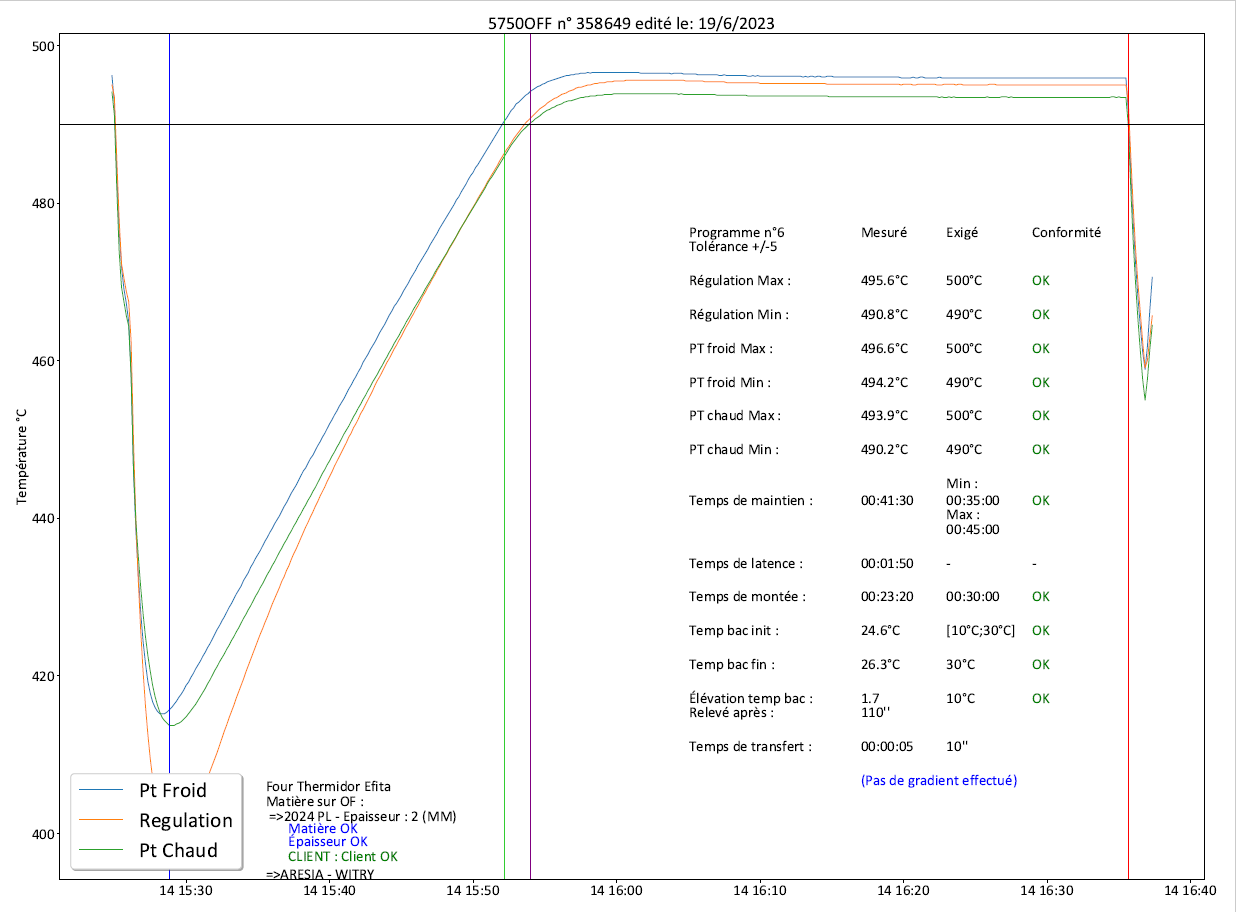 5750OFF n° 358649 edité le: 19/6/2023
500
480
460
440
420
400
Température °C
Programme n°6 Mesuré Exigé Conformité
Tolérance +/-5
Régulation Max : 495.6°C 500°C OK
Régulation Min : 490.8°C 490°C OK
PT froid Max : 496.6°C 500°C OK
PT froid Min : 494.2°C 490°C OK
PT chaud Max : 493.9°C 500°C OK
PT chaud Min : 490.2°C 490°C OK
Min :
Temps de maintien : 00:41:30 00:35:00 OK
Max :
00:45:00
Temps de latence : 00:01:50 - -
Temps de montée : 00:23:20 00:30:00 OK
Temp bac init : 24.6°C [10°C;30°C] OK
Temp bac fin : 26.3°C 30°C OK
Élévation temp bac : 1.7 10°C OK
Relevé après : 110''
Temps de transfert : 00:00:05 10''
(Pas de gradient effectué)
Pt Froid
Regulation
Pt Chaud
Four Thermidor Efita
Matière sur OF :
=>2024 PL - Epaisseur : 2 (MM)
Matière OK
Épaisseur OK
CLIENT : Client OK
=>ARESIA - WITRY
14 15:30 14 15:40 14 15:50 14 16:00 14 16:10 14 16:20 14 16:30 14 16:40